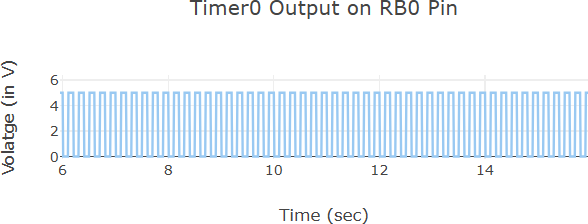 Timer0 Output on RB0 Pin
Volatge (in V)
6
4
2
0
6 8 10 12 14
Time (sec)